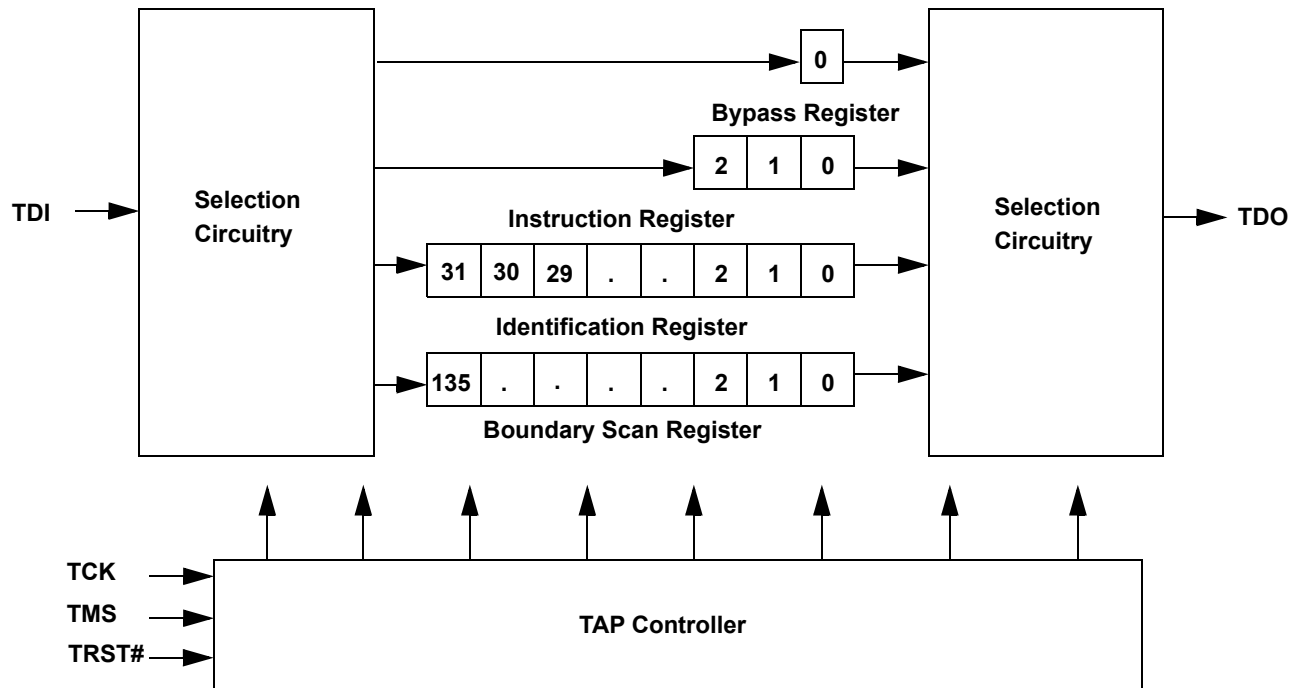 0
Bypass Register
2 1 0
Instruction Register
31 30 29 . . 2 1 0
Identification Register
135 . . . . 2 1 0
Boundary Scan Register
TDI
Selection
Circuitry
Selection
Circuitry
TDO
TCK
TMS
TRST#
TAP Controller